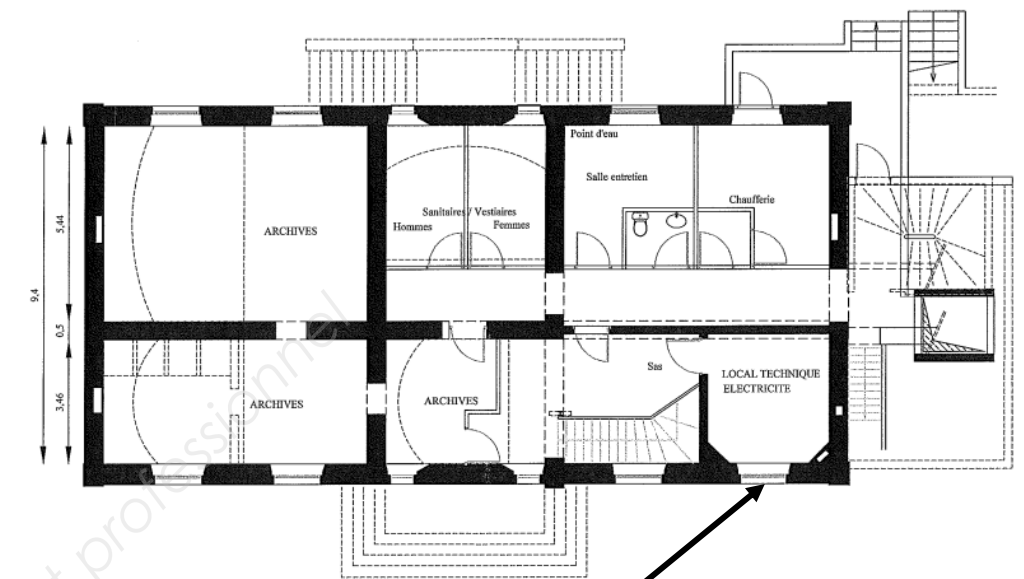 Point d'eau
Salle entretien
Chaufferie
Sanitaires / Vestiaires
Hommes
Femmes
ARCHIVES
5,44
9,4
0,5
3,46
ARCHIVES
ARCHIVES
Sas
LOCAL TECHNIQUE
ELECTRICITE
t professionnel